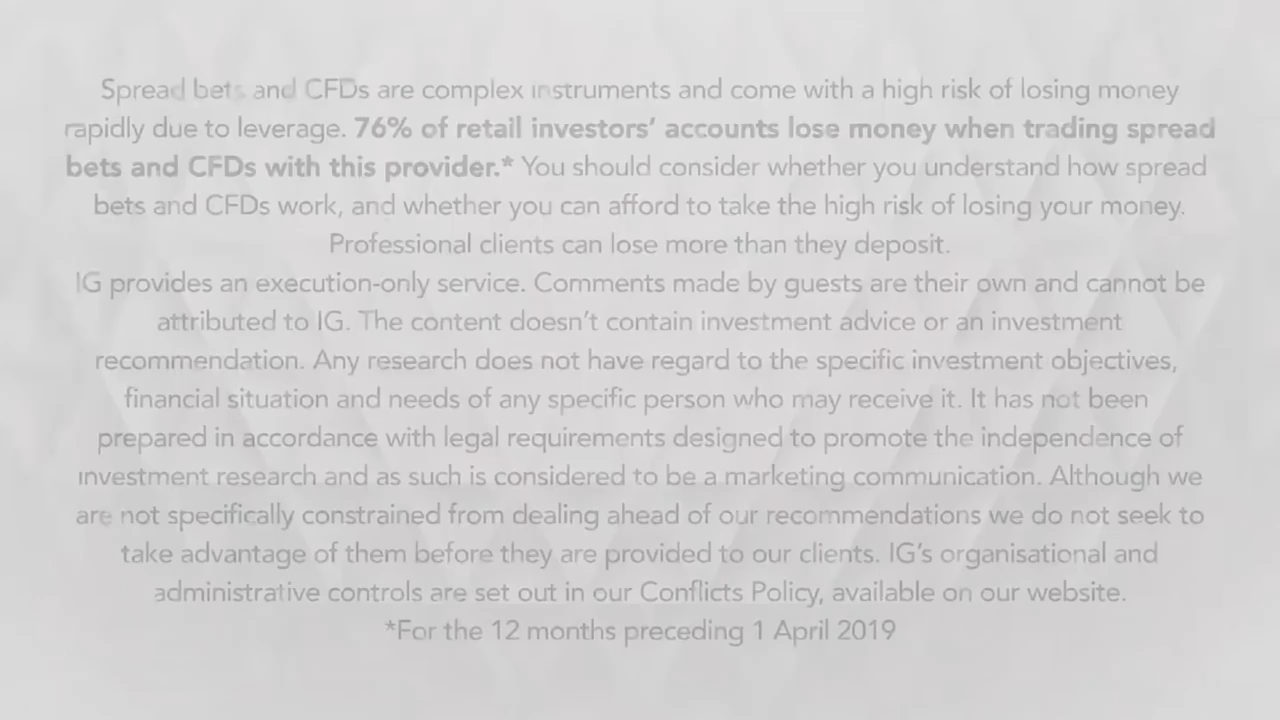 Spread bets and CFDs are complex instruments and come with a high risk of losing money
rapidly due to leverage. 76% of retail investors’ accounts lose money when trading spread
bets and CFDs with this provider.* You should consider whether you understand how spread
bets and CFDs work, and whether you can afford to take the high risk of losing your money.
Professional clients can lose more than they deposit.
IG provides an execution-only service. Comments made by guests are their own and cannot be
attributed to IG. The content doesn’t contain investment advice or an investment
recommendation. Any research does not have regard to the specific investment objectives,
financial situation and needs of any specific person who may receive it. It has not been
prepared in accordance with legal requirements designed to promote the independence of
investment research and as such is considered to be a marketing communication. Although we
are not specifically constrained from dealing ahead of our recommendations we do not seek to
take advantage of them before they are provided to our clients. IG’s organisational and
administrative controls are set out in our Conflicts Policy, available on our website.
*For the 12 months preceding 1 April 2019